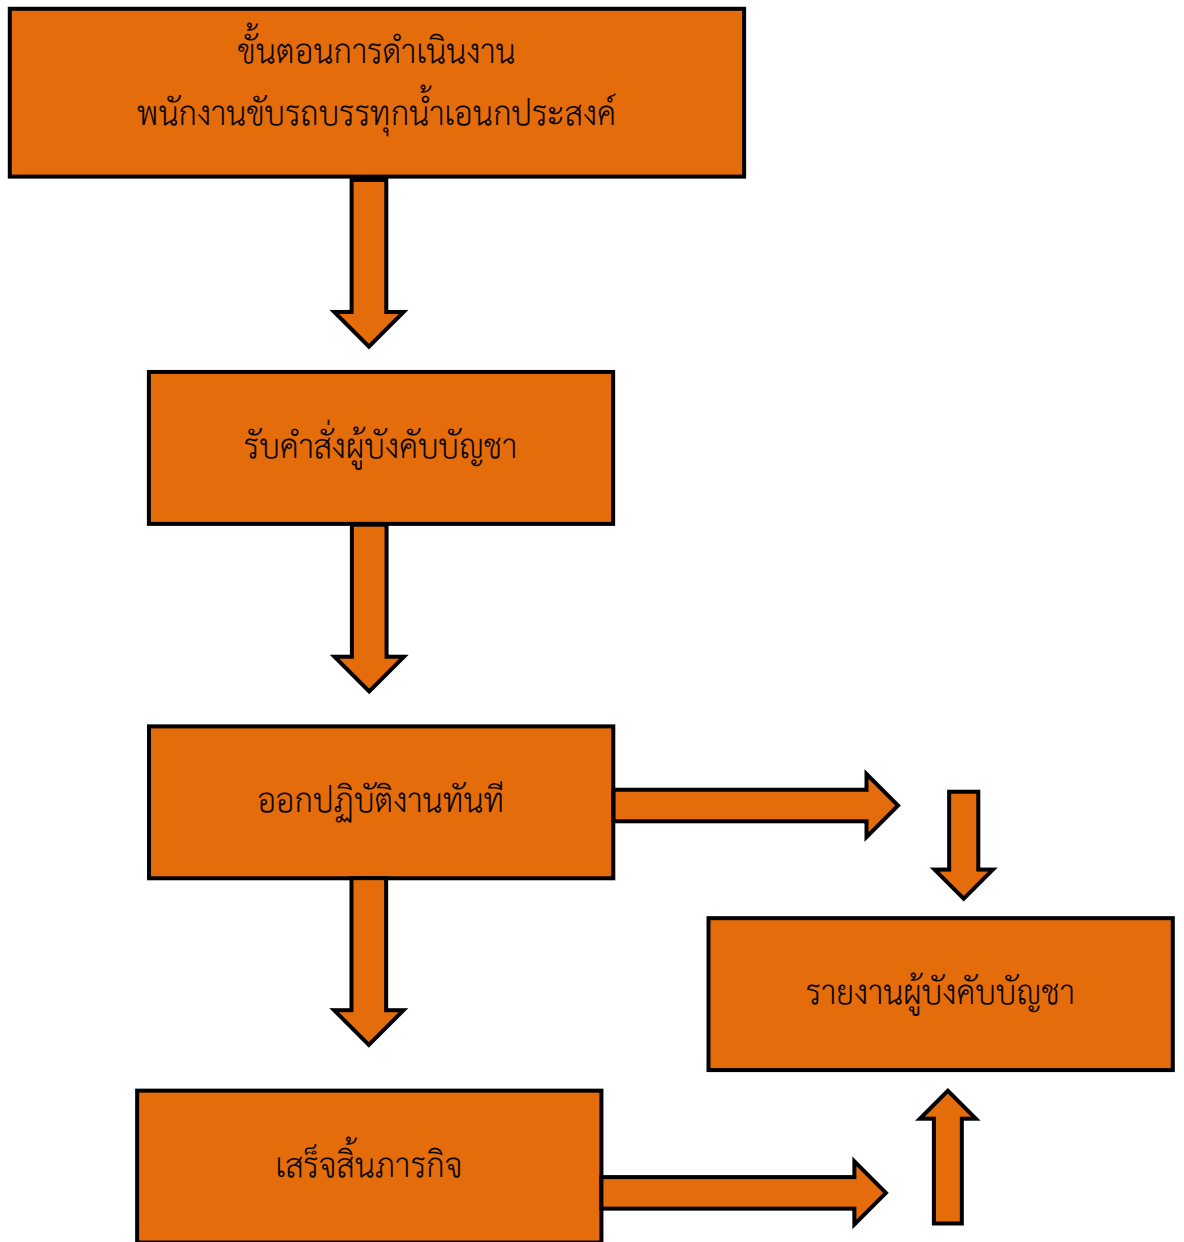 ขั้นตอนการดำเนินงาน
พนักงานขับรถบรรทุกน้ำเอนกประสงค์
รับคำสั่งผู้บังคับบัญชา
ออกปฏิบัติงานทันที
รายงานผู้บังคับบัญชา
เสร็จสิ้นภารกิจ